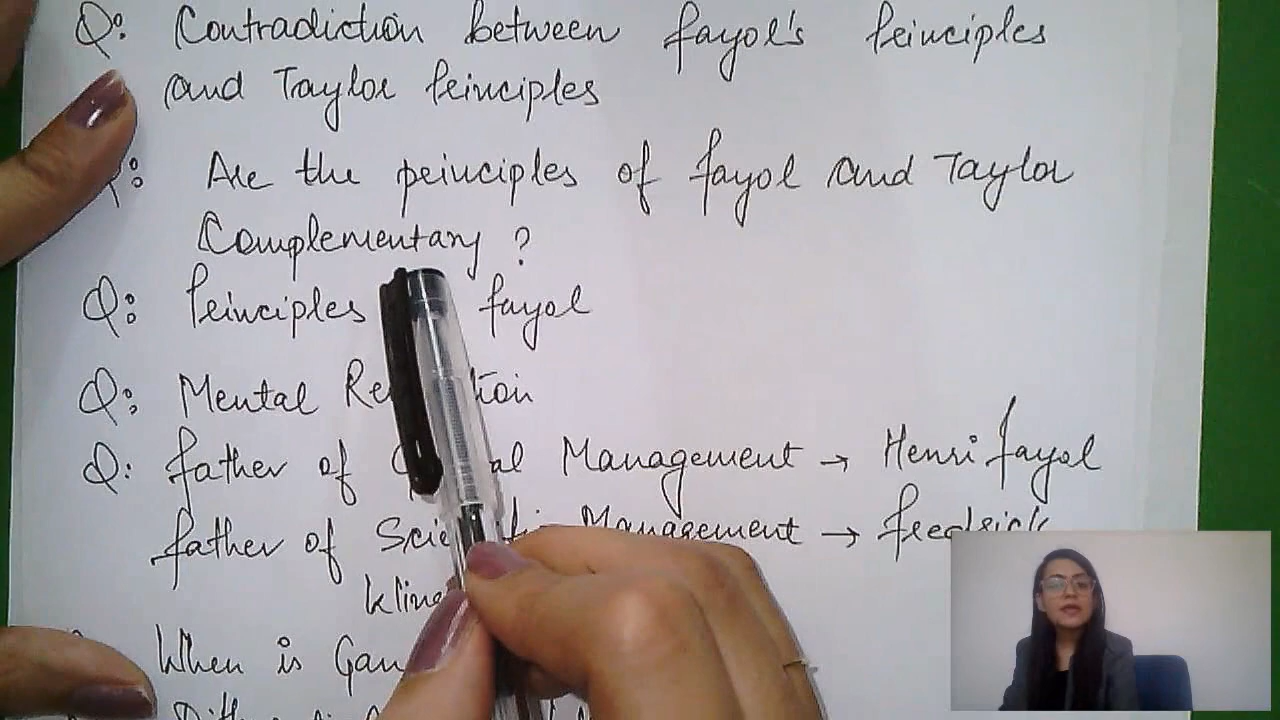 Q: Contradiction between Fayol's Principles
and Taylor Principles
: Are the principles of Fayol and Taylor
Complementary ?
Q: Principles Fayol
Q: Mental
Q: Father of Management → Henri Fayol
Father of Management → Fredrick
When is